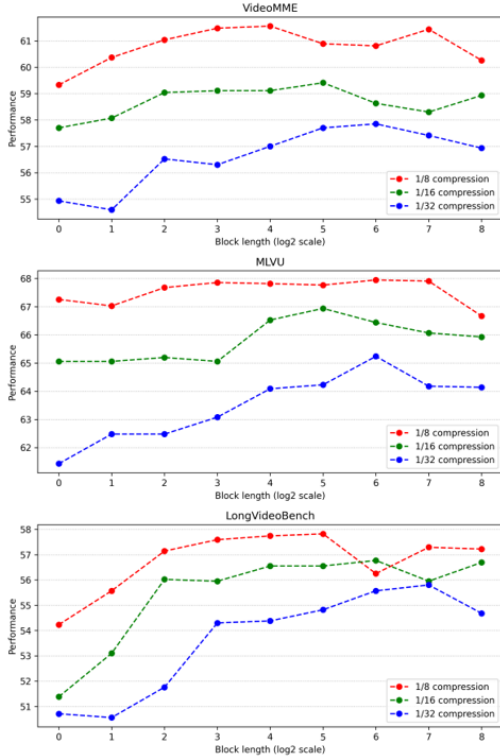 VideoMME
61
60
59
58
57
56
55
Performance
0 1 2 3 4 5 6 7 8
Block length (log2 scale)
1/8 compression
1/16 compression
1/32 compression
MLVU
68
67
66
65
64
63
62
Performance
0 1 2 3 4 5 6 7 8
Block length (log2 scale)
1/8 compression
1/16 compression
1/32 compression
LongVideoBench
58
57
56
55
54
53
52
51
Performance
0 1 2 3 4 5 6 7 8
Block length (log2 scale)
1/8 compression
1/16 compression
1/32 compression